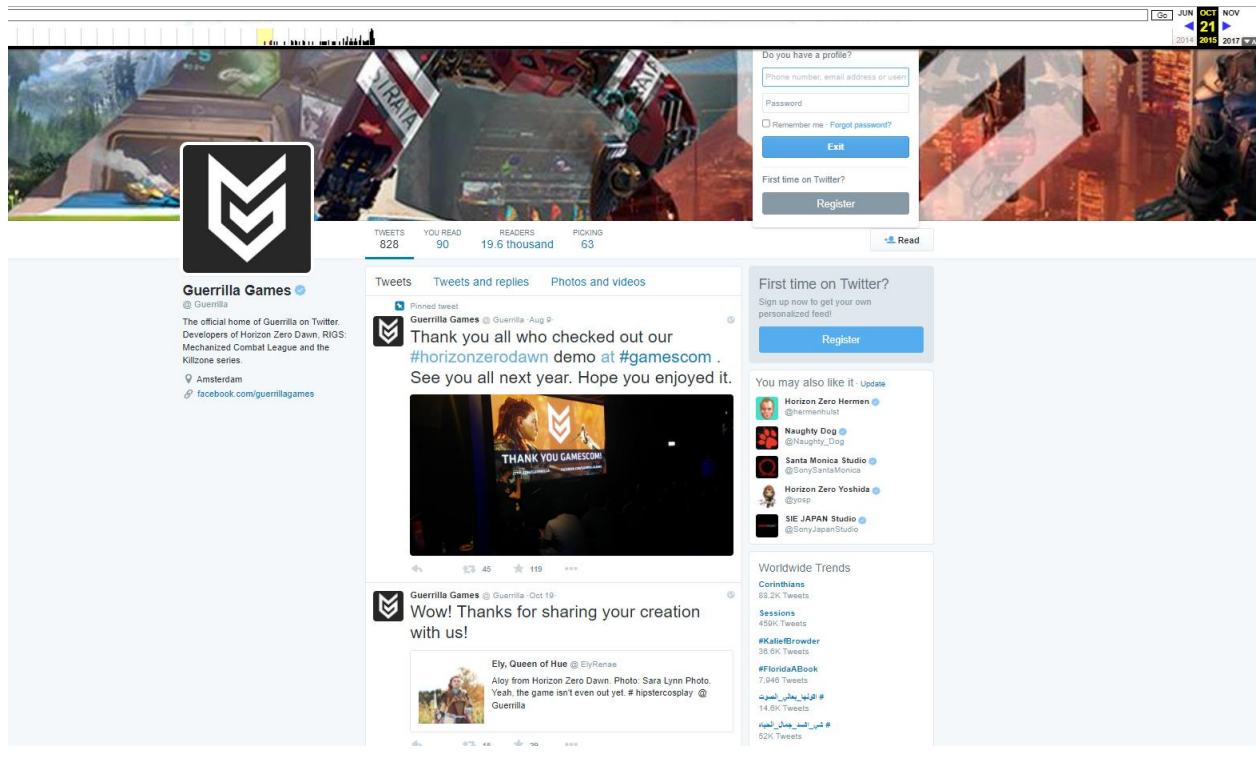 Go JUN OCT NOV
21
2014 2015 2017
Do you have a profile?
Phone number, email address or usern
Password
Remember me · Forgot password?
Exit
First time on Twitter?
Register
STRATA
TWEETS YOU READ READERS PICKING
828 90 19.6 thousand 63
Read
Guerrilla Games
@ Guerrilla
The official home of Guerrilla on Twitter.
Developers of Horizon Zero Dawn, RIGS:
Mechanized Combat League and the
Killzone series.
Amsterdam
facebook.com/guerrillagames
Tweets Tweets and replies Photos and videos
Pinned tweet
Guerrilla Games @ Guerrilla ·Aug 9·
Thank you all who checked out our
#horizonzerodawn demo at #gamescom .
See you all next year. Hope you enjoyed it.
THANK YOU GAMESCOM!
45 119
Guerrilla Games @ Guerrilla ·Oct 19·
Wow! Thanks for sharing your creation
with us!
Ely, Queen of Hue @ ElyRenae
Aloy from Horizon Zero Dawn. Photo: Sara Lynn Photo.
Yeah, the game isn't even out yet. # hipstercosplay @
Guerrilla
First time on Twitter?
Sign up now to get your own
personalized feed!
Register
You may also like it · Update
Horizon Zero Hermen
@hermenhulst
Naughty Dog
@Naughty_Dog
Santa Monica Studio
@SonySantaMonica
Horizon Zero Yoshida
@yosp
SIE JAPAN Studio
@SonyJapanStudio
Worldwide Trends
Corinthians
83.2K Tweets
Sessions
459K Tweets
#KaliefBrowder
36.6K Tweets
#FloridaABook
7,946 Tweets
14.6K Tweets
52K Tweets